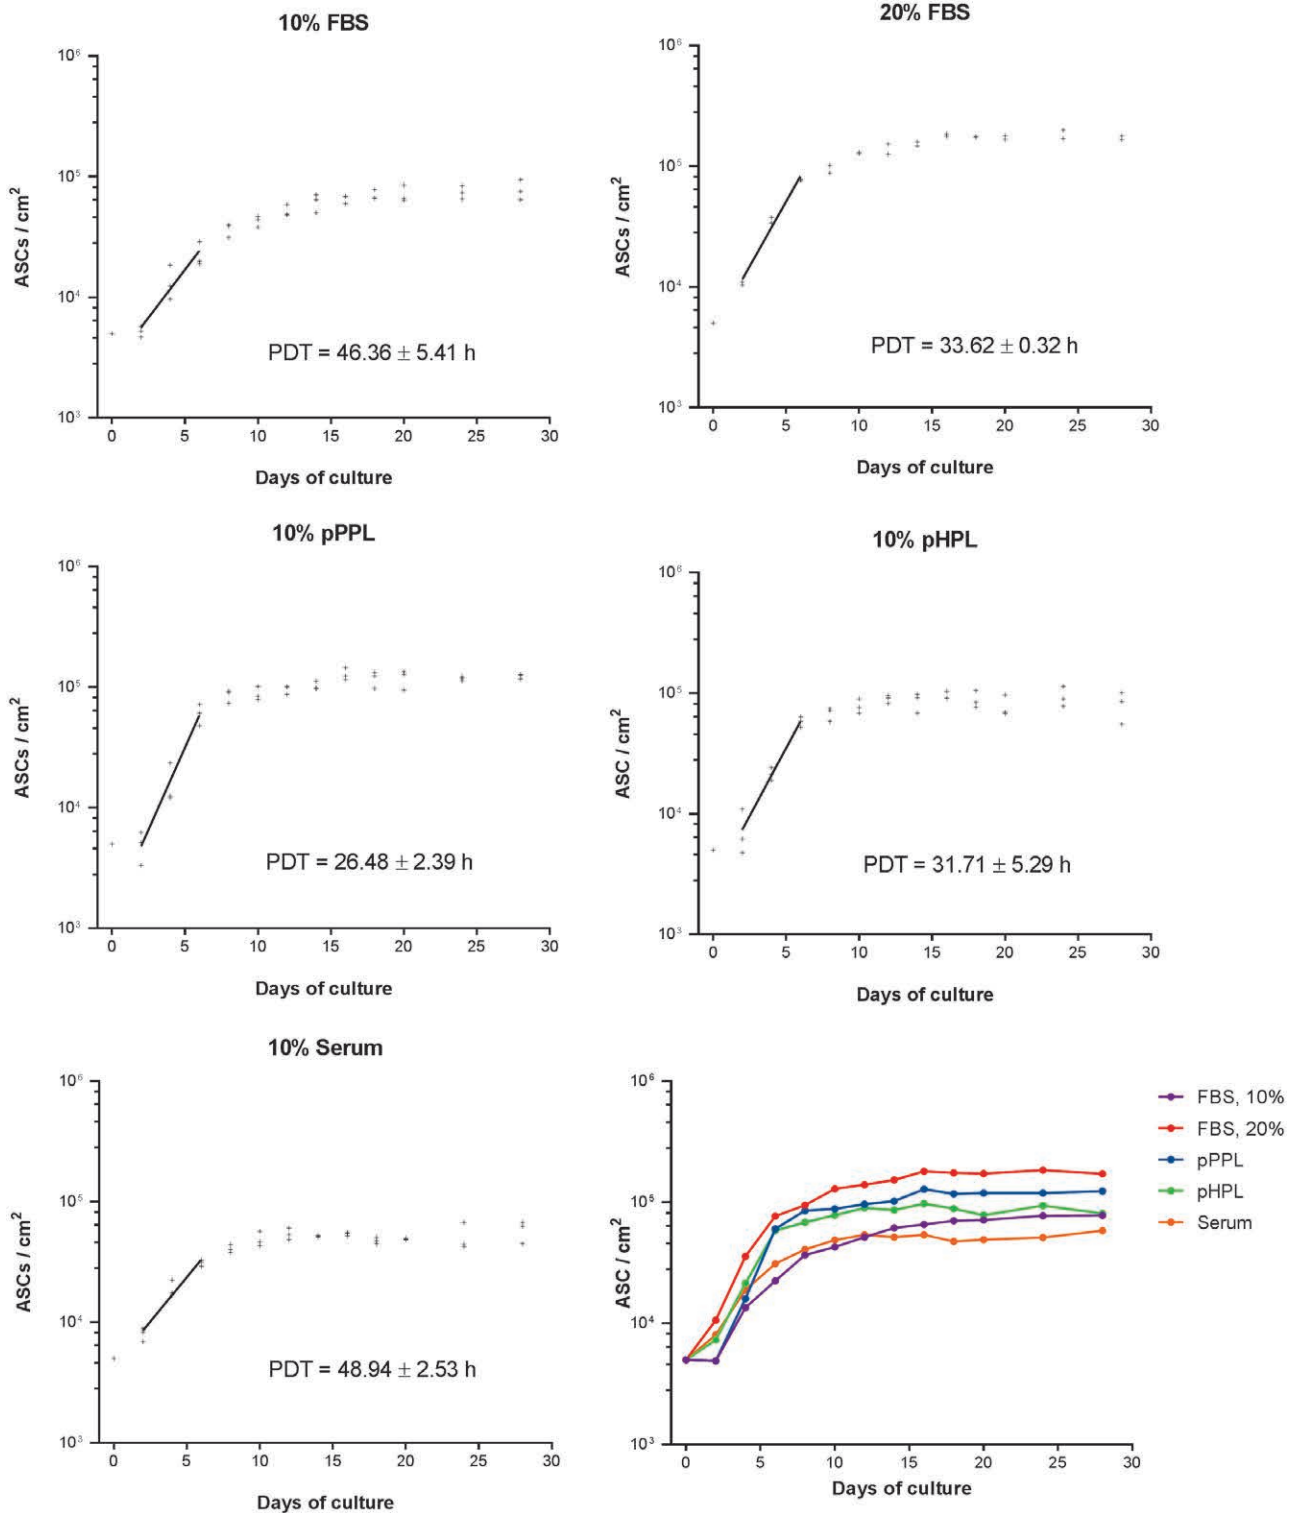 10% FBS
10⁶
10⁵
10⁴
10³
ASCs / cm²
PDT = 46.36 ± 5.41 h
0 5 10 15 20 25 30
Days of culture
20% FBS
10⁶
10⁵
10⁴
10³
ASCs / cm²
PDT = 33.62 ± 0.32 h
0 5 10 15 20 25 30
Days of culture
10% pPPL
10⁶
10⁵
10⁴
10³
ASCs / cm²
PDT = 26.48 ± 2.39 h
0 5 10 15 20 25 30
Days of culture
10% pHPL
10⁶
10⁵
10⁴
10³
ASC / cm²
PDT = 31.71 ± 5.29 h
0 5 10 15 20 25 30
Days of culture
10% Serum
10⁶
10⁵
10⁴
10³
ASCs / cm²
PDT = 48.94 ± 2.53 h
0 5 10 15 20 25 30
Days of culture
10⁶
10⁵
10⁴
10³
ASC / cm²
0 5 10 15 20 25 30
Days of culture
FBS, 10%
FBS, 20%
pPPL
pHPL
Serum